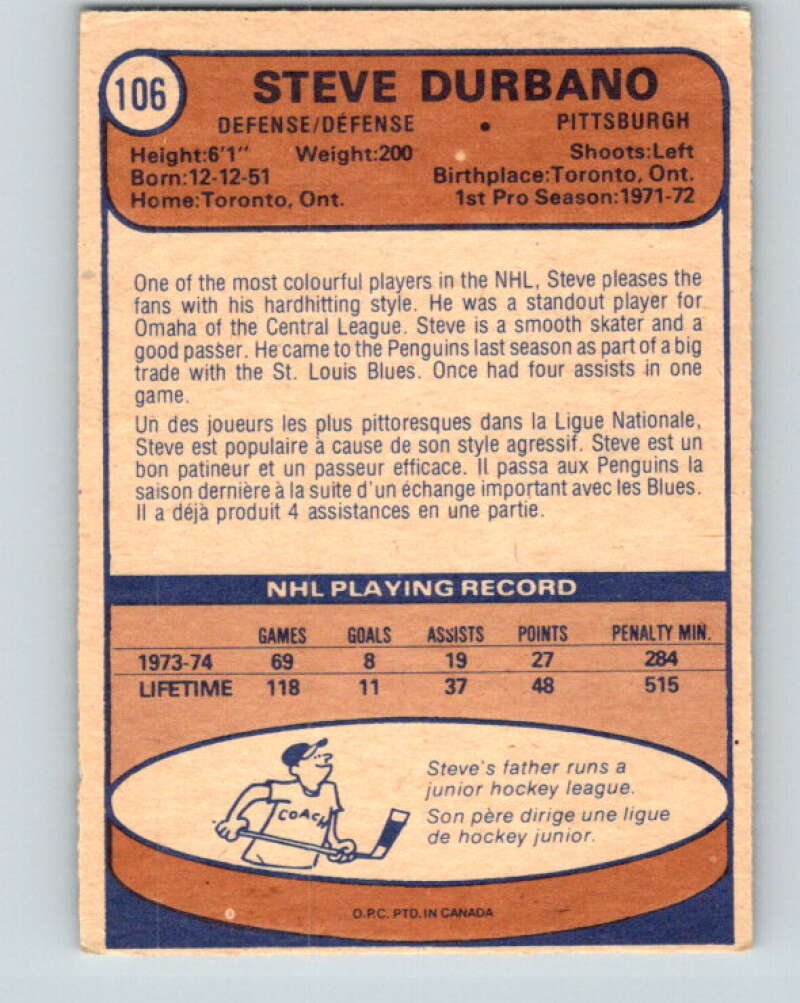 106
STEVE DURBANO
DEFENSE/DÉFENSE • PITTSBURGH
Height:6'1" Weight:200 Shoots:Left
Born:12-12-51 Birthplace:Toronto, Ont.
Home:Toronto, Ont. 1st Pro Season:1971-72
One of the most colourful players in the NHL, Steve pleases the
fans with his hardhitting style. He was a standout player for
Omaha of the Central League. Steve is a smooth skater and a
good passer. He came to the Penguins last season as part of a big
trade with the St. Louis Blues. Once had four assists in one
game.
Un des joueurs les plus pittoresques dans la Ligue Nationale,
Steve est populaire à cause de son style agressif. Steve est un
bon patineur et un passeur efficace. Il passa aux Penguins la
saison dernière à la suite d'un échange important avec les Blues.
Il a déjà produit 4 assistances en une partie.
NHL PLAYING RECORD
GAMES GOALS ASSISTS POINTS PENALTY MIN.
1973-74 69 8 19 27 284
LIFETIME 118 11 37 48 515
Steve's father runs a
junior hockey league.
Son père dirige une ligue
de hockey junior.
COACH
O.P.C. PTD. IN CANADA